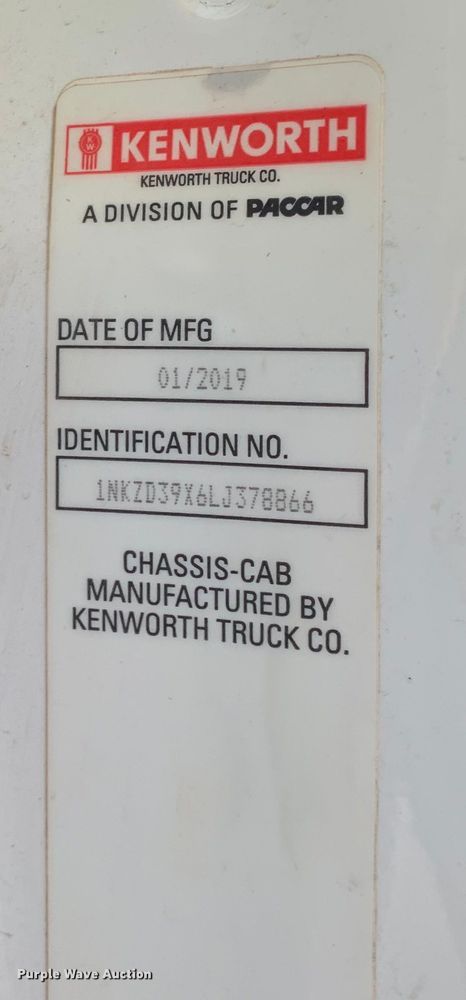 KW
KENWORTH
KENWORTH TRUCK CO.
A DIVISION OF PACCAR
DATE OF MFG
01/2019
IDENTIFICATION NO.
1NKZD39X6LJ378866
CHASSIS-CAB
MANUFACTURED BY
KENWORTH TRUCK CO.
Purple Wave Auction